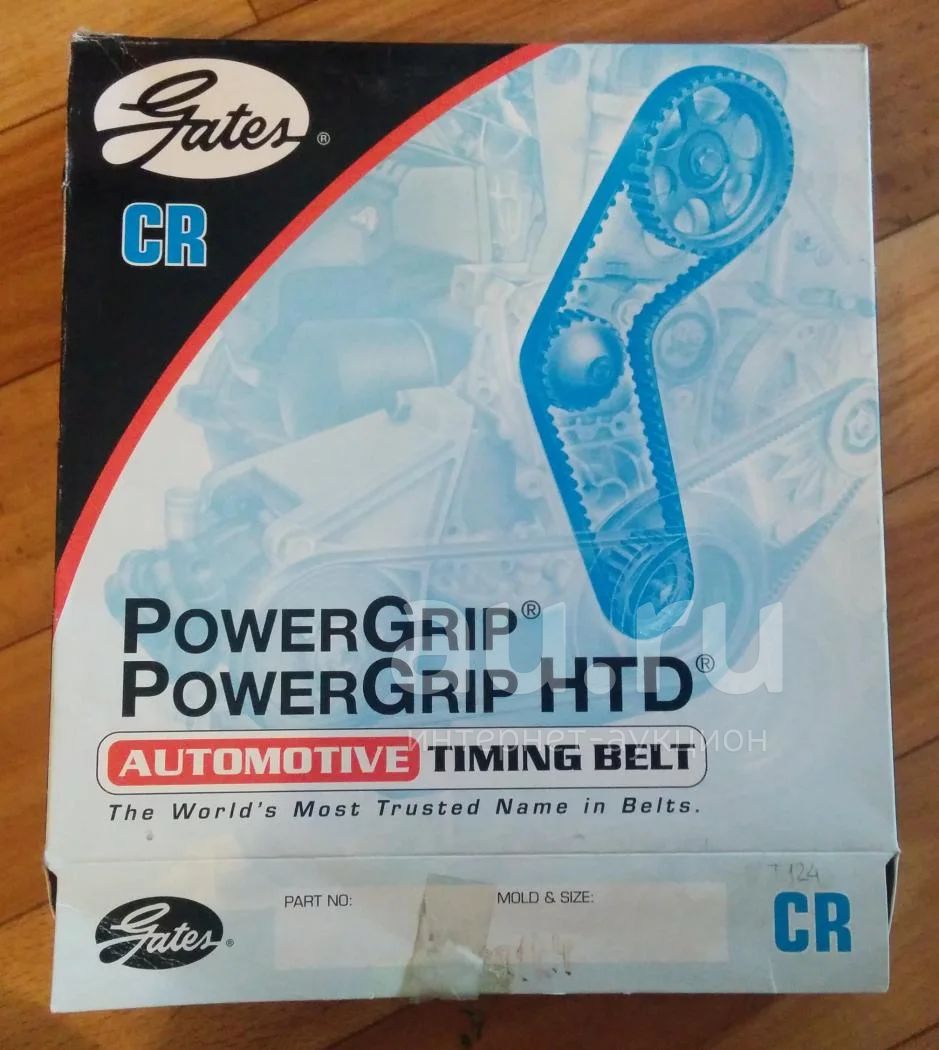 Gates®
CR
POWERGRIP®
POWERGRIP HTD®
au.ru
интернет-аукцион
AUTOMOTIVE TIMING BELT
The World's Most Trusted Name in Belts.
T124
PART NO:
MOLD & SIZE:
Gates®
CR